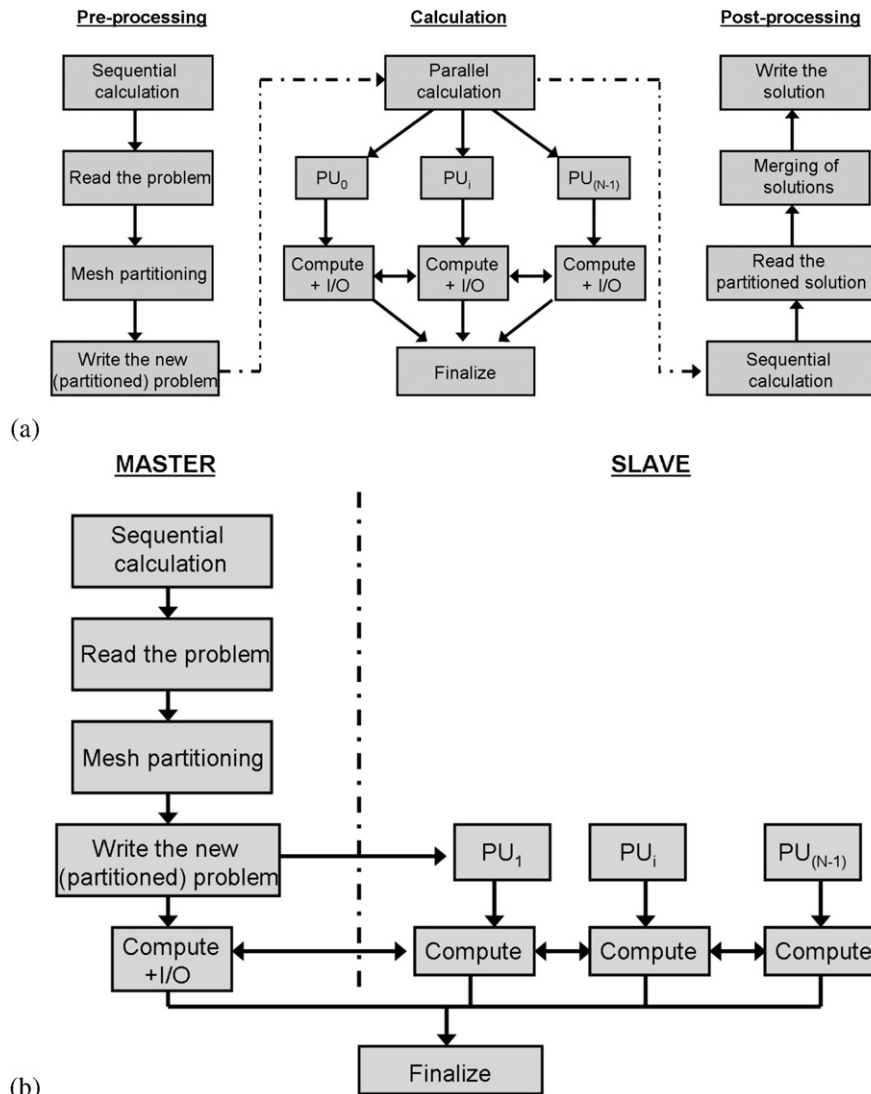 Pre-processing
Calculation
Post-processing
Sequential
calculation
Parallel
calculation
Write the
solution
Read the problem
PU0
PUi
PU(N-1)
Merging of
solutions
Mesh partitioning
Compute
+ I/O
Compute
+ I/O
Compute
+ I/O
Read the
partitioned solution
Write the new
(partitioned) problem
Finalize
Sequential
calculation
(a)
MASTER
SLAVE
Sequential
calculation
Read the problem
Mesh partitioning
Write the new
(partitioned) problem
PU1
PUi
PU(N-1)
Compute
+I/O
Compute
Compute
Compute
Finalize
(b)